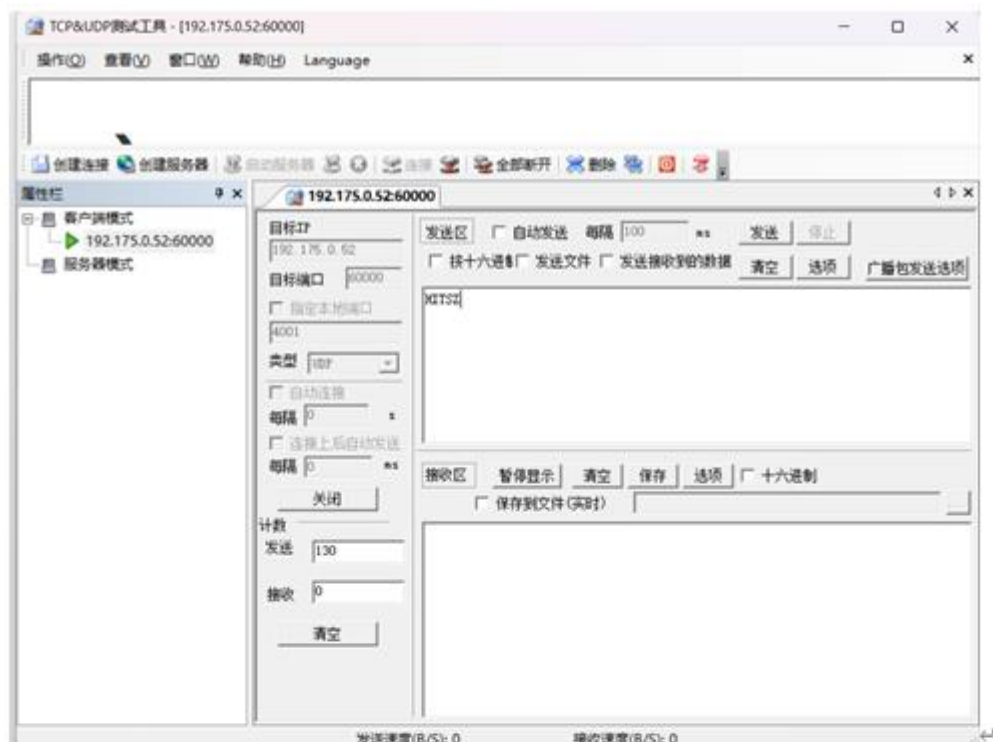 TCP&UDP测试工具 - [192.175.0.52:60000]
操作(O) 查看(V) 窗口(W) 帮助(H) Language
创建连接 创建服务器 启动服务器 连接 全部断开 删除
属性栏
客户端模式
192.175.0.52:60000
服务器模式
192.175.0.52:60000
目标IP
192.175.0.52
目标端口 60000
指定本地端口
4001
类型 UDP
自动连接
每隔 0 s
连接上后自动发送
每隔 0 ms
关闭
计数
发送 130
接收 0
清空
发送区 自动发送 每隔 100 ms 发送 停止
按十六进制 发送文件 发送接收到的数据 清空 选项 广播包发送选项
接收区 暂停显示 清空 保存 选项 十六进制
保存到文件(实时)
发送速度(B/S): 0 接收速度(B/S): 0